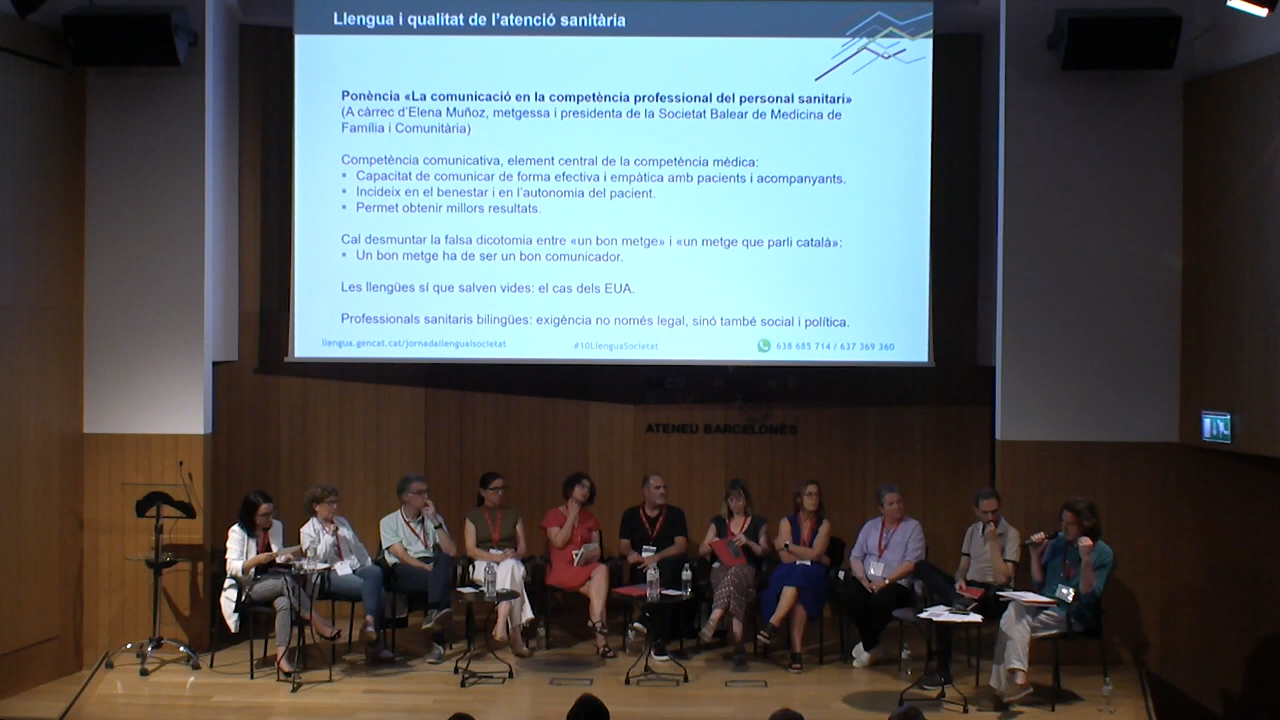 Llengua i qualitat de l'atenció sanitària
Ponència «La comunicació en la competència professional del personal sanitari»
(A càrrec d'Elena Muñoz, metgessa i presidenta de la Societat Balear de Medicina de
Família i Comunitària)
Competència comunicativa, element central de la competència mèdica:
▪ Capacitat de comunicar de forma efectiva i empàtica amb pacients i acompanyants.
▪ Incideix en el benestar i en l'autonomia del pacient.
▪ Permet obtenir millors resultats.
Cal desmuntar la falsa dicotomia entre «un bon metge» i «un metge que parli català»:
▪ Un bon metge ha de ser un bon comunicador.
Les llengües sí que salven vides: el cas dels EUA.
Professionals sanitaris bilingües: exigència no només legal, sinó també social i política.
llengua.gencat.cat/jornadallenguaisocietat
#10LlenguaSocietat
638 685 714 / 637 369 360
ATENEU BARCELONÈS